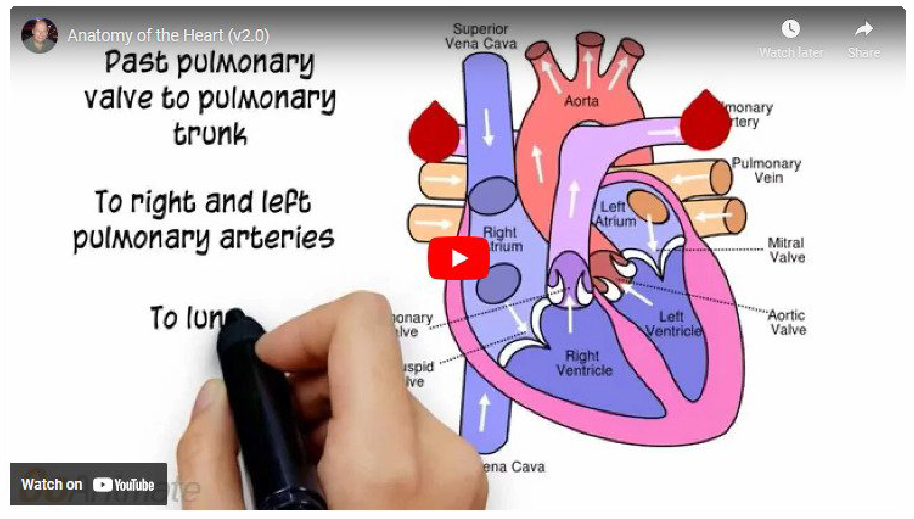 Anatomy of the Heart (v2.0)
Watch later
Share
Past pulmonary
valve to pulmonary
trunk
To right and left
pulmonary arteries
To lun
Superior
Vena Cava
Aorta
Pulmonary
Vein
Left
Atrium
Right
Mitral
Valve
Aortic
Valve
Left
Ventricle
Right
Ventricle
Cava
Watch on YouTube